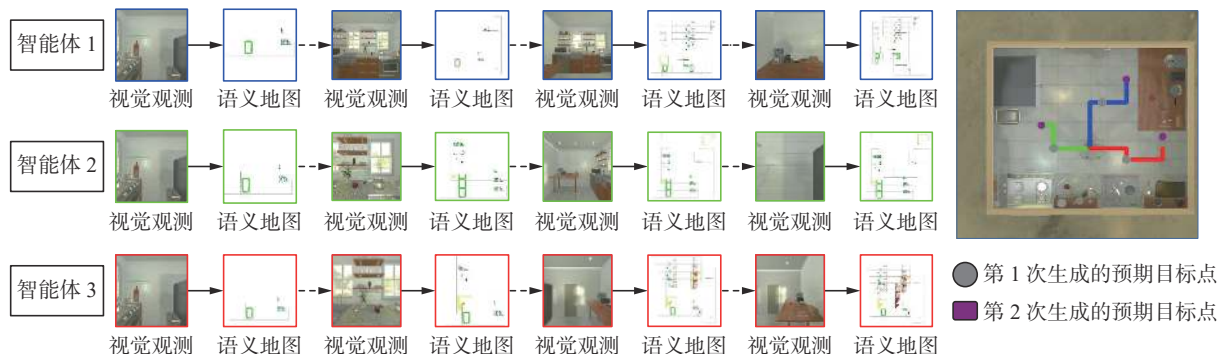 智能体 1
视觉观测 语义地图 视觉观测 语义地图 视觉观测 语义地图 视觉观测 语义地图
智能体 2
视觉观测 语义地图 视觉观测 语义地图 视觉观测 语义地图 视觉观测 语义地图
智能体 3
视觉观测 语义地图 视觉观测 语义地图 视觉观测 语义地图 视觉观测 语义地图
第 1 次生成的预期目标点
第 2 次生成的预期目标点